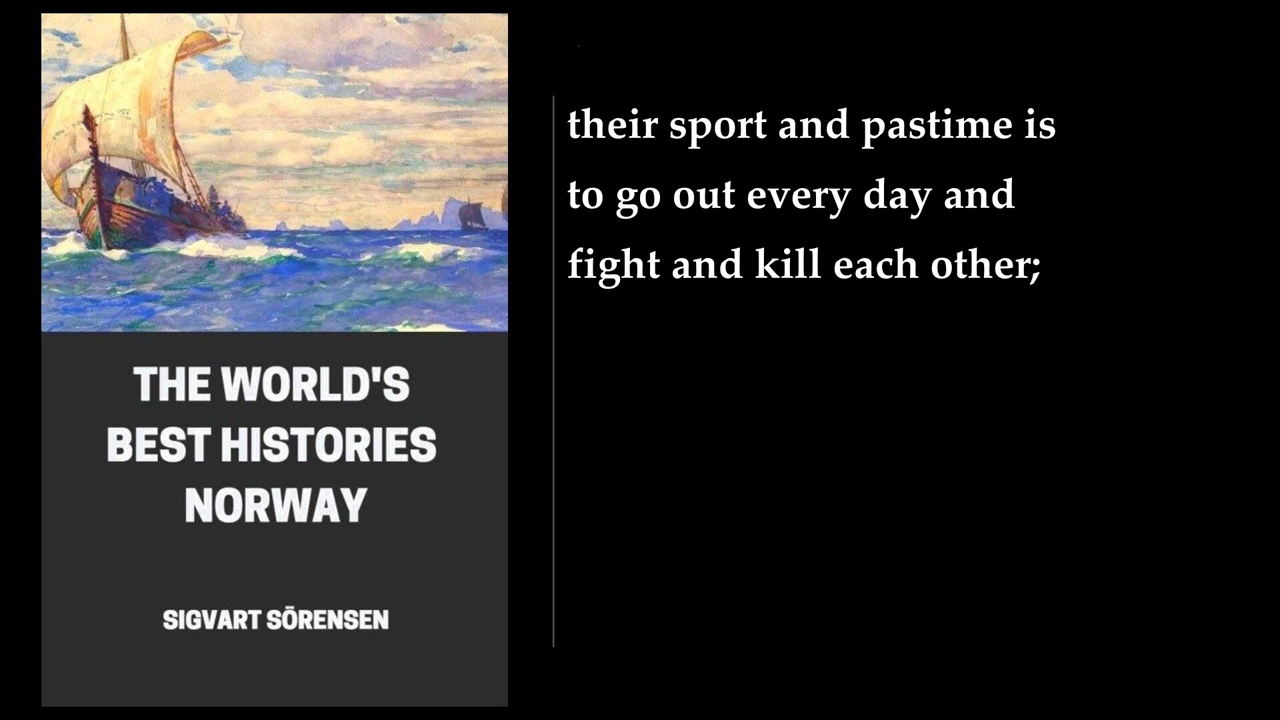 THE WORLD'S
BEST HISTORIES
NORWAY
SIGVART SÖRENSEN
their sport and pastime is
to go out every day and
fight and kill each other;